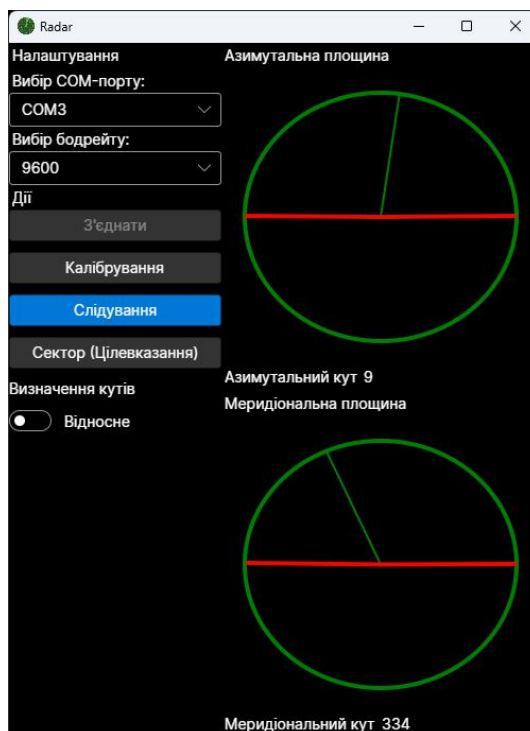 Radar
Налаштування
Вибір COM-порту:
COM3
Вибір бодрейту:
9600
Дії
З'єднати
Калібрування
Слідування
Сектор (Цілевказання)
Визначення кутів
Відносне
Азимутальна площина
Азимутальний кут 9
Меридіональна площина
Меридіональний кут 334